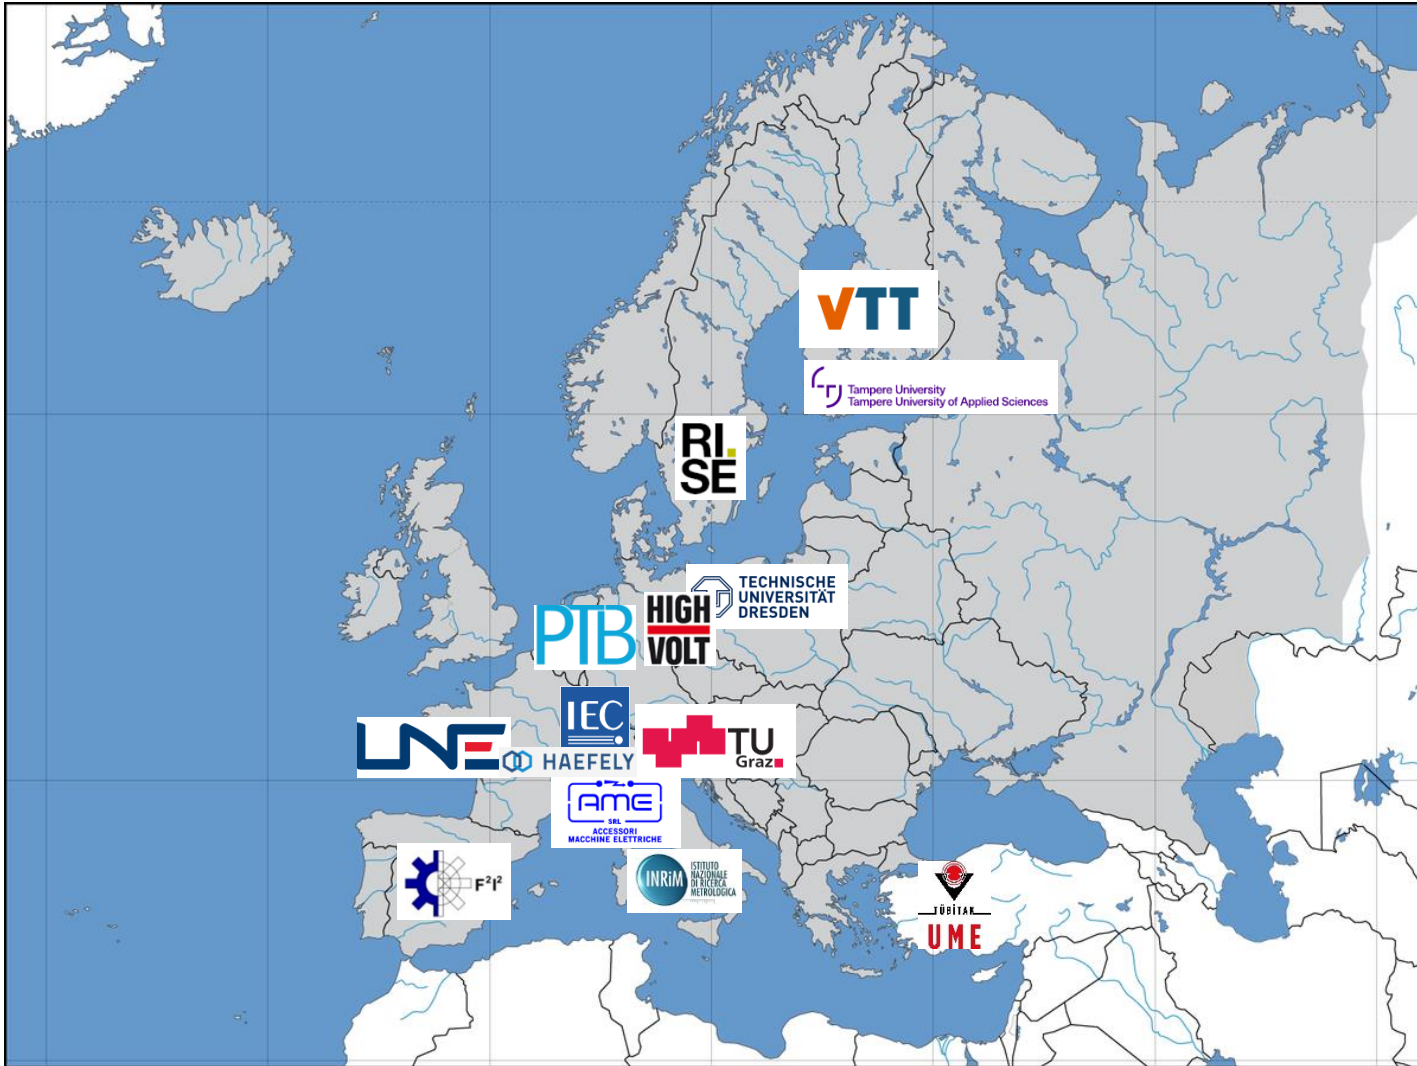 VTT
Tampere University
Tampere University of Applied Sciences
RI.
SE
TECHNISCHE
UNIVERSITÄT
DRESDEN
PTB
HIGH
VOLT
IEC
LNE
HAEFELY
TU
Graz
AME
SRL
ACCESSORI
MACCHINE ELETTRICHE
F²I²
INRiM
ISTITUTO
NAZIONALE
DI RICERCA
METROLOGICA
TÜBİTAK
UME